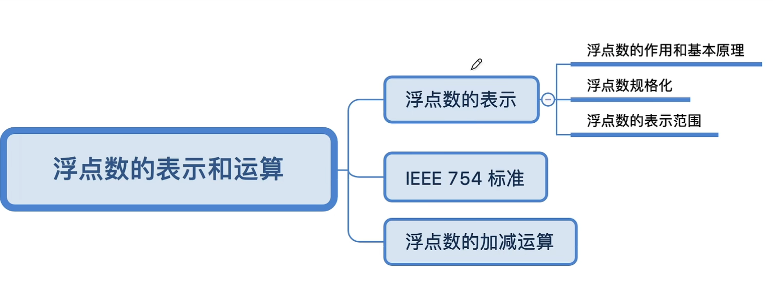 浮点数的表示和运算
浮点数的表示
浮点数的作用和基本原理
浮点数规格化
浮点数的表示范围
IEEE 754 标准
浮点数的加减运算